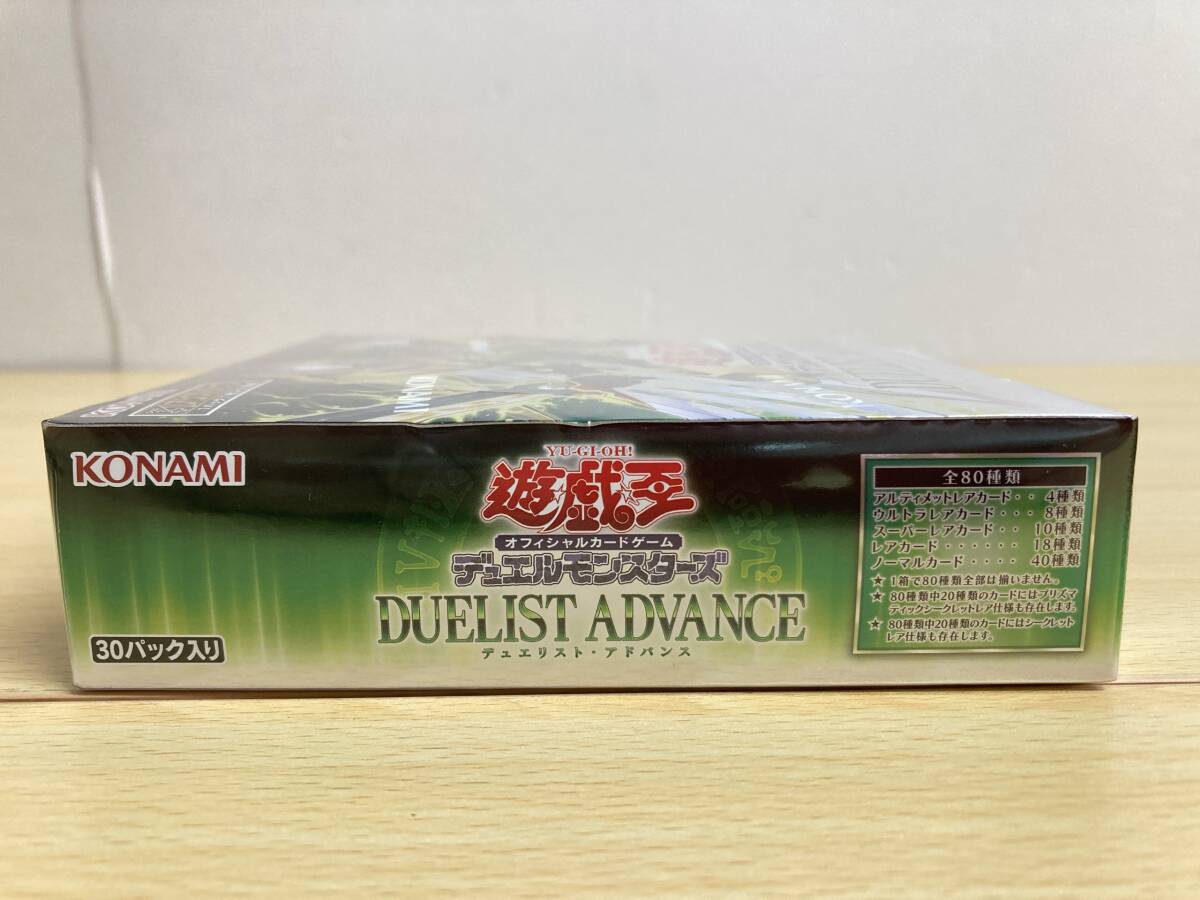 KONAMI
KONAMI
YU-GI-OH!
遊戯王
オフィシャルカードゲーム
デュエルモンスターズ
DUELIST ADVANCE
デュエリスト・アドバンス
30パック入り
全80種類
アルティメットレアカード・・ 4種類
ウルトラレアカード・・・ 8種類
スーパーレアカード・・ 10種類
レアカード・・・・・・ 18種類
ノーマルカード・・・・ 40種類
★ 1箱で80種類全部は揃いません。
★ 80種類中20種類のカードにはプリズマ
ティックシークレットレア仕様も存在します。
★ 80種類中20種類のカードにはシークレット
レア仕様も存在します。